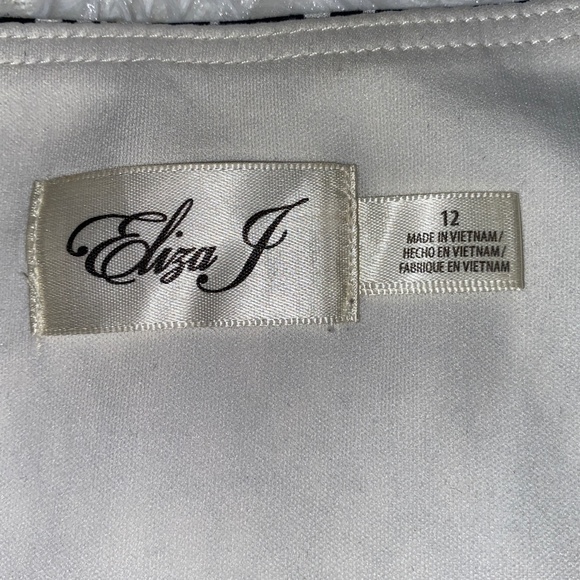 Eliza J
12
MADE IN VIETNAM/
HECHO EN VIETNAM/
FABRIQUE EN VIETNAM